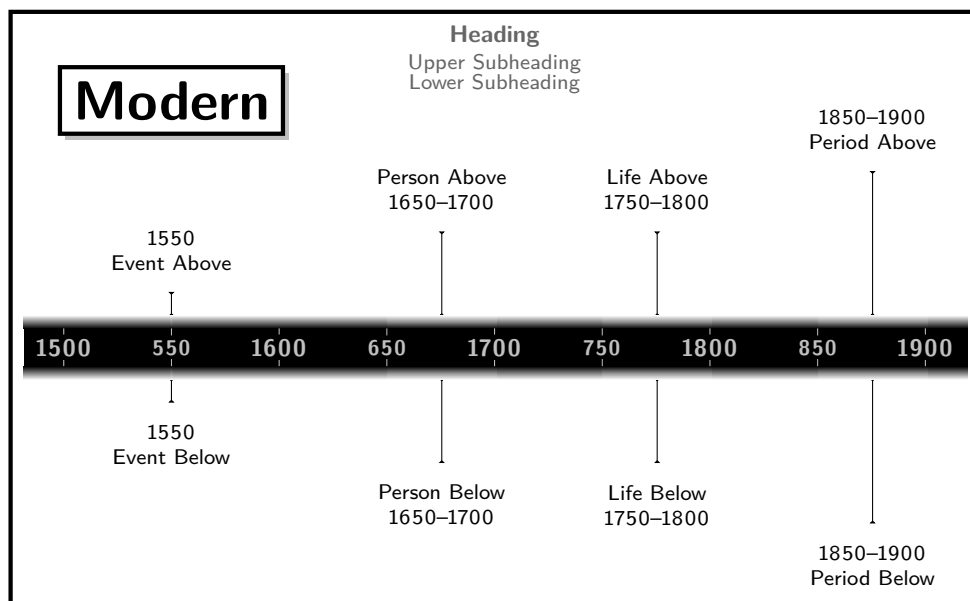 Heading
Upper Subheading
Lower Subheading
Modern
1850–1900
Period Above
Person Above
1650–1700
Life Above
1750–1800
1550
Event Above
1500 550 1600 650 1700 750 1800 850 1900
1550
Event Below
Person Below
1650–1700
Life Below
1750–1800
1850–1900
Period Below